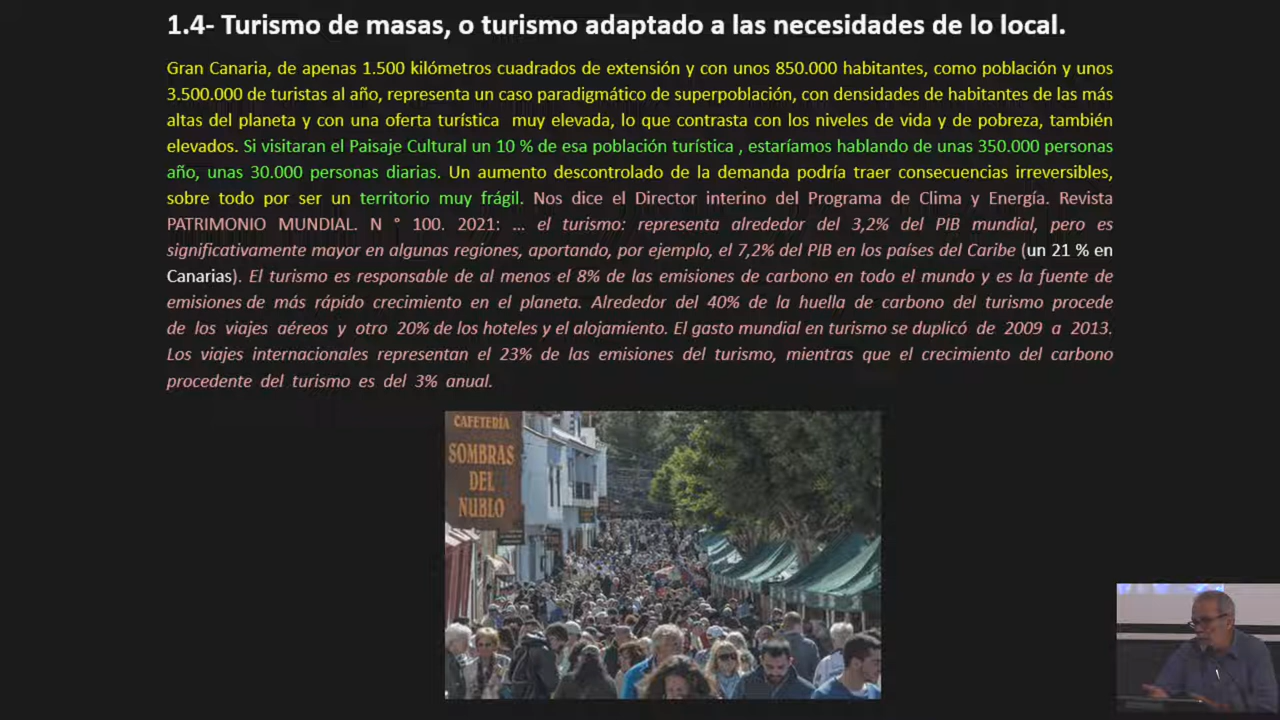 1.4- Turismo de masas, o turismo adaptado a las necesidades de lo local.
Gran Canaria, de apenas 1.500 kilómetros cuadrados de extensión y con unos 850.000 habitantes, como población y unos
3.500.000 de turistas al año, representa un caso paradigmático de superpoblación, con densidades de habitantes de las más
altas del planeta y con una oferta turística muy elevada, lo que contrasta con los niveles de vida y de pobreza, también
elevados. Si visitaran el Paisaje Cultural un 10 % de esa población turística , estaríamos hablando de unas 350.000 personas
año, unas 30.000 personas diarias. Un aumento descontrolado de la demanda podría traer consecuencias irreversibles,
sobre todo por ser un territorio muy frágil. Nos dice el Director interino del Programa de Clima y Energía. Revista
PATRIMONIO MUNDIAL. N ° 100. 2021: ... el turismo: representa alrededor del 3,2% del PIB mundial, pero es
significativamente mayor en algunas regiones, aportando, por ejemplo, el 7,2% del PIB en los países del Caribe (un 21 % en
Canarias). El turismo es responsable de al menos el 8% de las emisiones de carbono en todo el mundo y es la fuente de
emisiones de más rápido crecimiento en el planeta. Alrededor del 40% de la huella de carbono del turismo procede
de los viajes aéreos y otro 20% de los hoteles y el alojamiento. El gasto mundial en turismo se duplicó de 2009 a 2013.
Los viajes internacionales representan el 23% de las emisiones del turismo, mientras que el crecimiento del carbono
procedente del turismo es del 3% anual.
CAFETERÍA
SOMBRAS
DEL
NUBLO